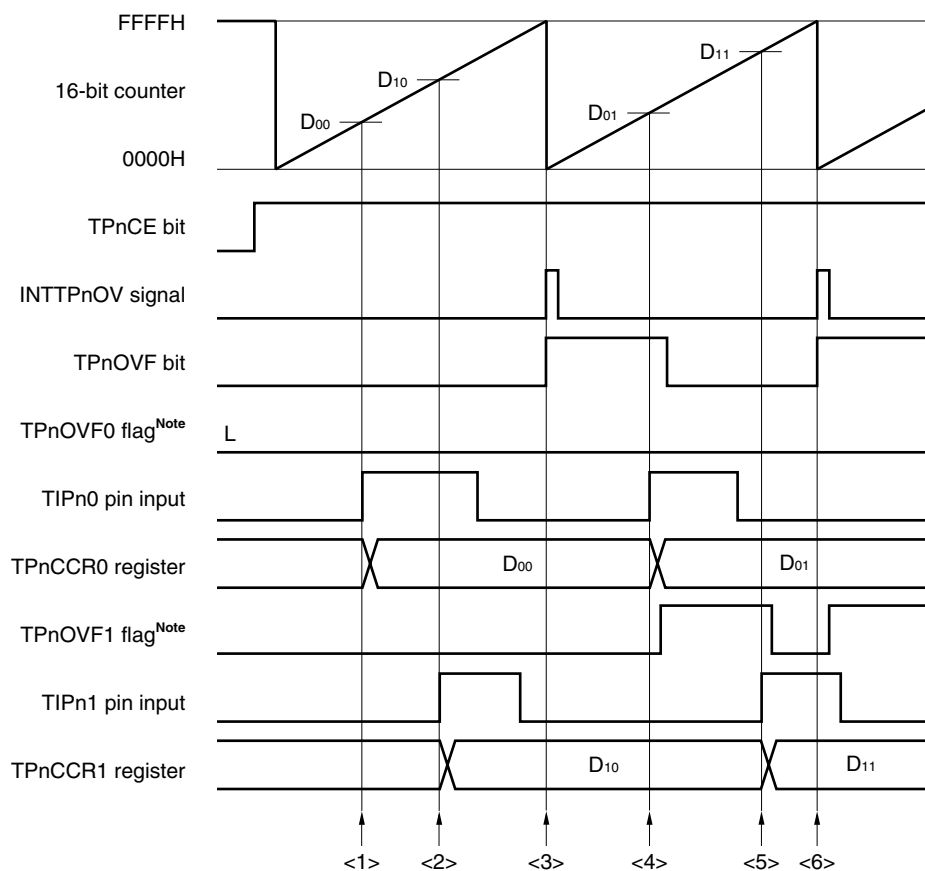 FFFFH
D11
D10
16-bit counter
D01
D00
0000H
TPnCE bit
INTTPnOV signal
TPnOVF bit
TPnOVF0 flagNote
L
TIPn0 pin input
TPnCCR0 register
D00
D01
TPnOVF1 flagNote
TIPn1 pin input
TPnCCR1 register
D10
D11
<1> <2> <3> <4> <5> <6>